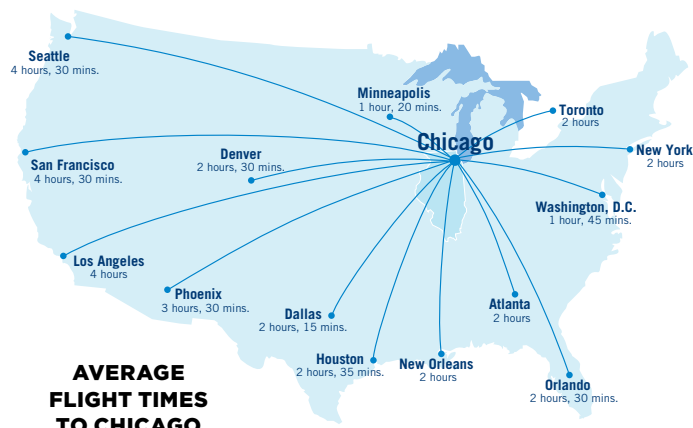 Seattle
4 hours, 30 mins.
Minneapolis
1 hour, 20 mins.
Toronto
2 hours
Chicago
New York
2 hours
San Francisco
4 hours, 30 mins.
Denver
2 hours, 30 mins.
Washington, D.C.
1 hour, 45 mins.
Los Angeles
4 hours
Phoenix
3 hours, 30 mins.
Dallas
2 hours, 15 mins.
Atlanta
2 hours
Houston
2 hours, 35 mins.
New Orleans
2 hours
Orlando
2 hours, 30 mins.
AVERAGE
FLIGHT TIMES
TO CHICAGO